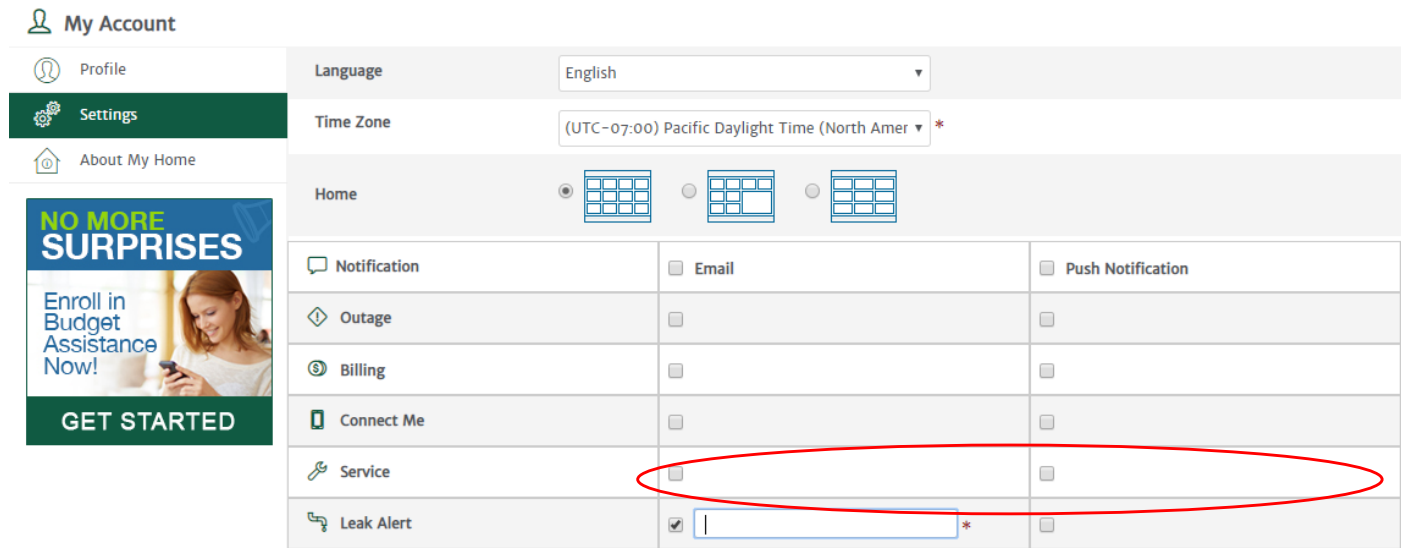 My Account
Profile
Settings
About My Home
NO MORE
SURPRISES
Enroll in
Budget
Assistance
Now!
GET STARTED
Language English
Time Zone (UTC-07:00) Pacific Daylight Time (North Amer *
Home
Notification Email Push Notification
Outage
Billing
Connect Me
Service
Leak Alert *